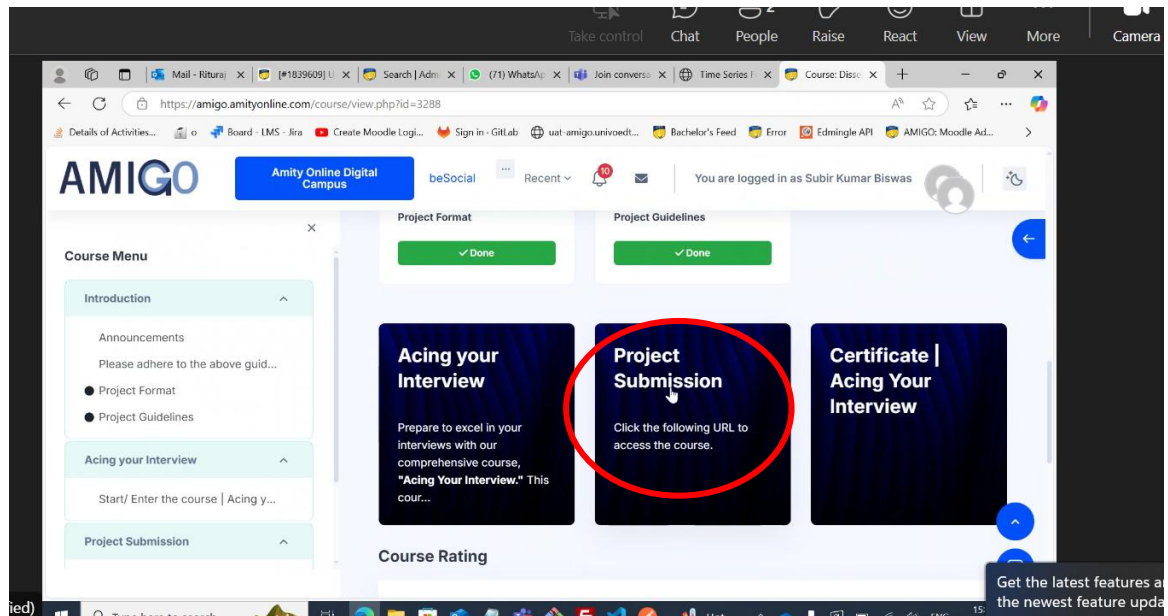 Take control
Chat
People
Raise
React
View
More
Camera
2
Mail - Rituraj
[#1839609] U
Search | Admi
(71) WhatsAp
Join conversa
Time Series F
Course: Disse
https://amigo.amityonline.com/course/view.php?id=3288
Details of Activities...
o
Board - LMS - Jira
Create Moodle Logi...
Sign in · GitLab
uat-amigo.univoedt...
Bachelor's Feed
Error
Edmingle API
AMIGO: Moodle Ad...
AMIGO
Amity Online Digital
Campus
beSocial
Recent
10
You are logged in as Subir Kumar
Biswas
Course Menu
Introduction
Announcements
Please adhere to the above guid...
Project Format
Project Guidelines
Acing your Interview
Start/ Enter the course | Acing y...
Project Submission
Project Format
Done
Project Guidelines
Done
Acing your
Interview
Prepare to excel in your
interviews with our
comprehensive course,
"Acing Your Interview." This
cour...
Project
Submission
Click the following URL to
access the course.
Certificate |
Acing Your
Interview
Course Rating
Get the latest features an
the newest feature upda
ied)